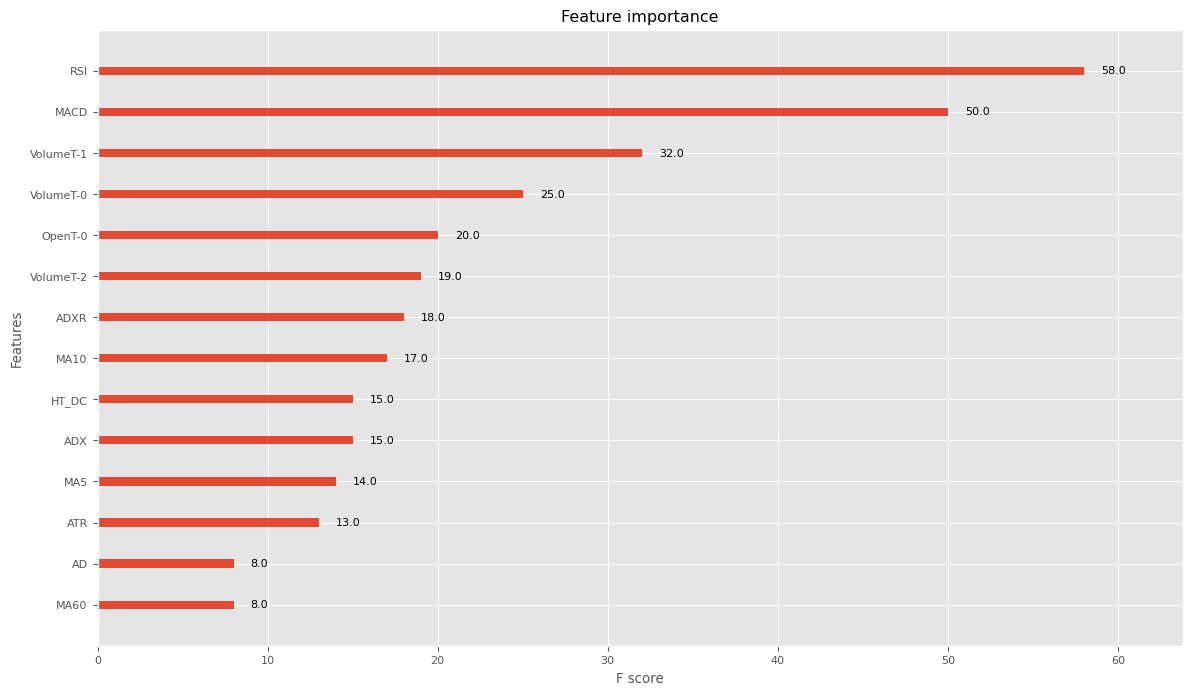 Feature importance
RSI 58.0
MACD 50.0
VolumeT-1 32.0
VolumeT-0 25.0
OpenT-0 20.0
VolumeT-2 19.0
ADXR 18.0
MA10 17.0
HT_DC 15.0
ADX 15.0
MA5 14.0
ATR 13.0
AD 8.0
MA60 8.0
Features
0 10 20 30 40 50 60
F score